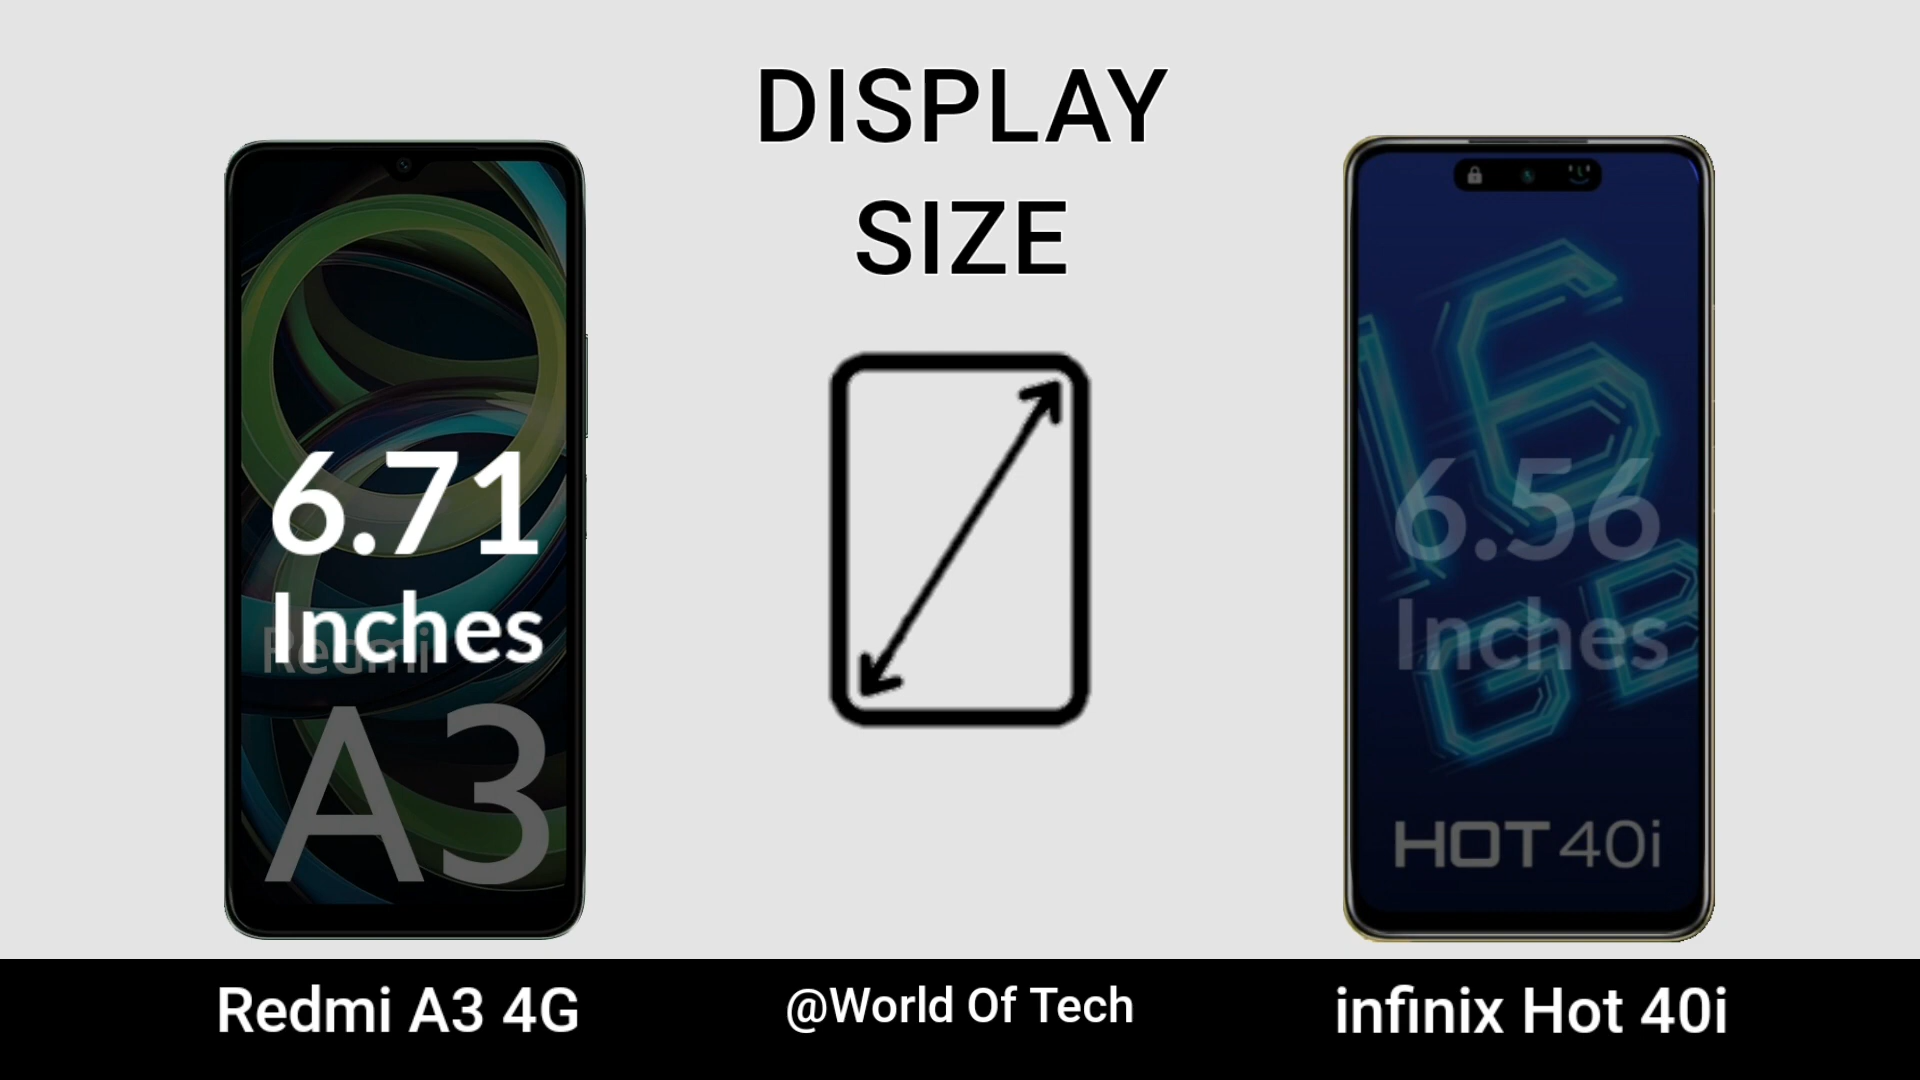 DISPLAY
SIZE
6.71
Inches
Redmi
A3
16
GB
6.56
Inches
HOT 40i
Redmi A3 4G
@World Of Tech
infinix Hot 40i